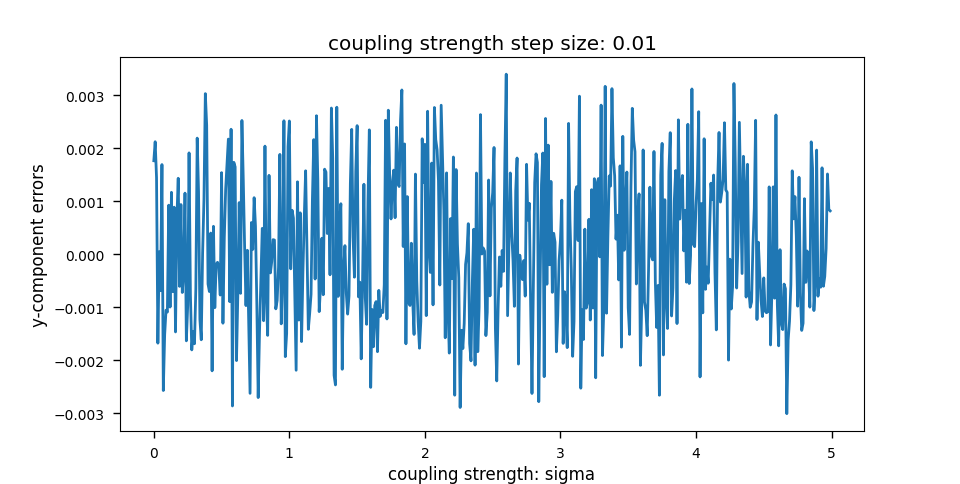 coupling strength step size: 0.01
y-component errors
0.003
0.002
0.001
0.000
−0.001
−0.002
−0.003
0 1 2 3 4 5
coupling strength: sigma